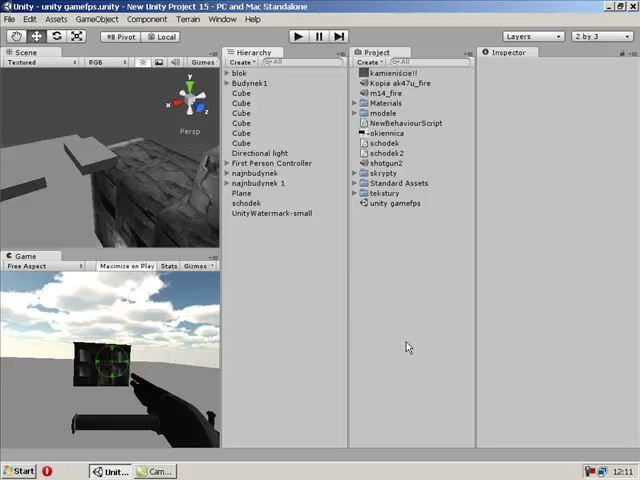 Unity - unity gamefps.unity - New Unity Project 15 - PC and Mac Standalone
File Edit Assets GameObject Component Terrain Window Help
Pivot Local Layers 2 by 3
Scene
Textured RGB Gizmos
y
x
z
Persp
Game
Free Aspect Maximize on Play Stats Gizmos
Hierarchy
Create All
blok
Budynek1
Cube
Cube
Cube
Cube
Cube
Cube
Directional light
First Person Controller
najnbudynek
najnbudynek 1
Plane
schodek
UnityWatermark-small
Project
Create All
kamieniście!!
Kopia ak47u_fire
m14_fire
Materials
modele
NewBehaviourScript
okiennica
schodek
schodek2
shotgun2
skrypty
Standard Assets
tekstury
unity gamefps
Inspector
Start Unit... Cam... 12:11